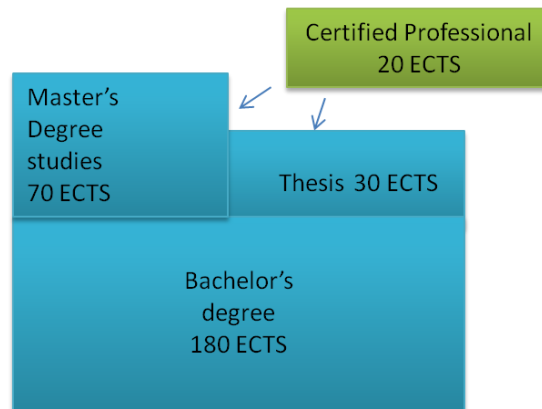 Certified Professional
20 ECTS
Master’s
Degree
studies
70 ECTS
Thesis 30 ECTS
Bachelor’s
degree
180 ECTS